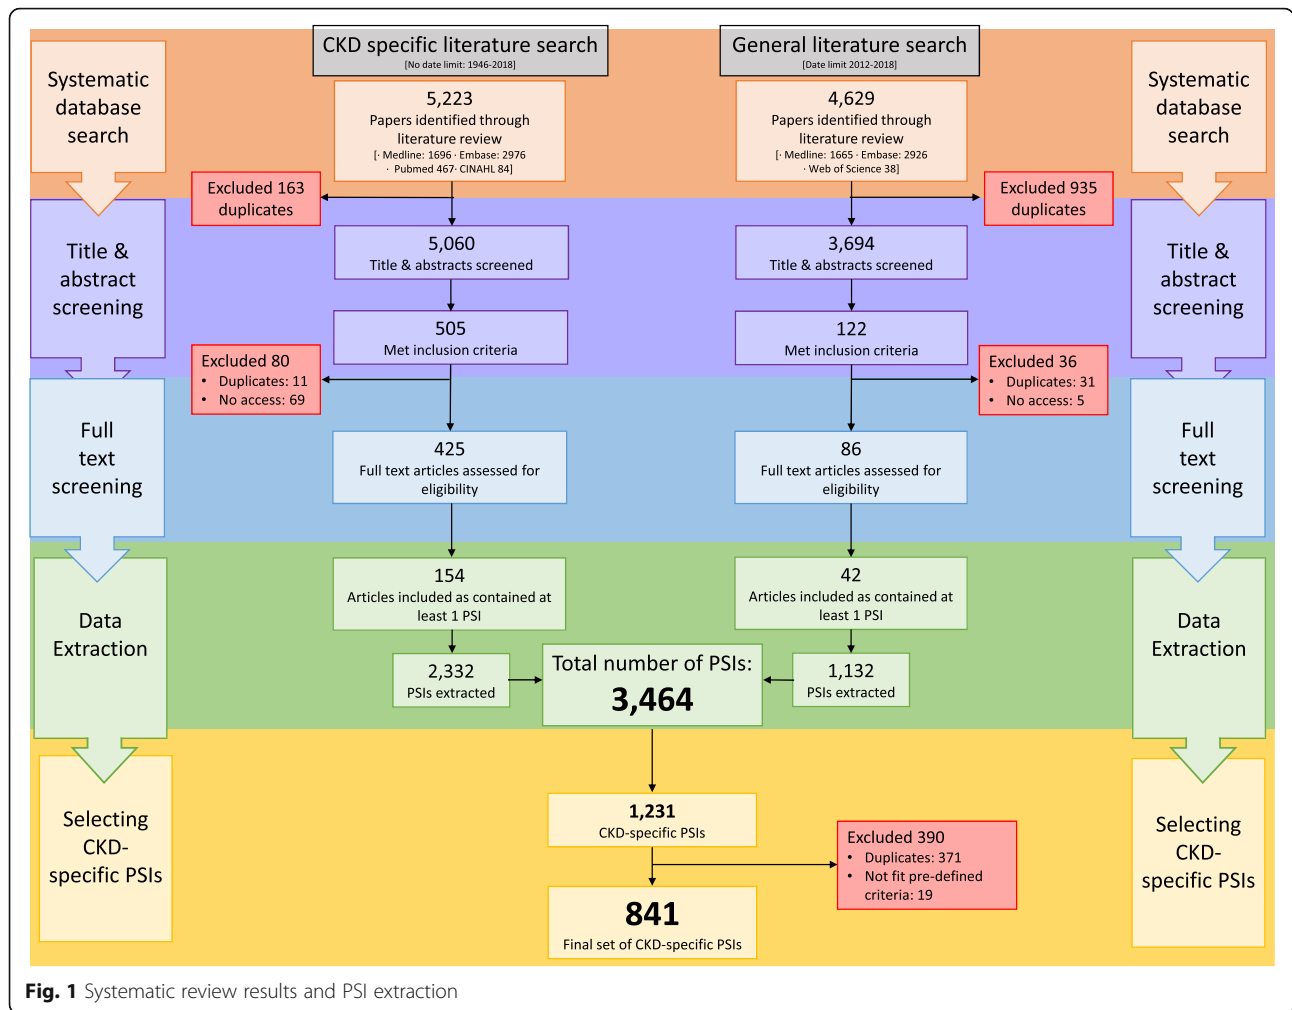 CKD specific literature search
[No date limit: 1946-2018]
General literature search
[Date limit 2012-2018]
Systematic
database
search
5,223
Papers identified through
literature review
[· Medline: 1696 · Embase: 2976
· Pubmed 467· CINAHL 84]
4,629
Papers identified through
literature review
[· Medline: 1665 · Embase: 2926
· Web of Science 38]
Systematic
database
search
Excluded 163
duplicates
Excluded 935
duplicates
Title &
abstract
screening
5,060
Title & abstracts screened
3,694
Title & abstracts screened
Title &
abstract
screening
505
Met inclusion criteria
122
Met inclusion criteria
Excluded 80
• Duplicates: 11
• No access: 69
Excluded 36
• Duplicates: 31
• No access: 5
Full
text
screening
425
Full text articles assessed for
eligibility
86
Full text articles assessed for
eligibility
Full
text
screening
Data
Extraction
154
Articles included as contained at
least 1 PSI
42
Articles included as contained at
least 1 PSI
Data
Extraction
2,332
PSIs extracted
Total number of PSIs:
3,464
1,132
PSIs extracted
Selecting
CKD-
specific PSIs
1,231
CKD-specific PSIs
Excluded 390
• Duplicates: 371
• Not fit pre-defined
criteria: 19
841
Final set of CKD-specific PSIs
Selecting
CKD-
specific PSIs
Fig. 1 Systematic review results and PSI extraction